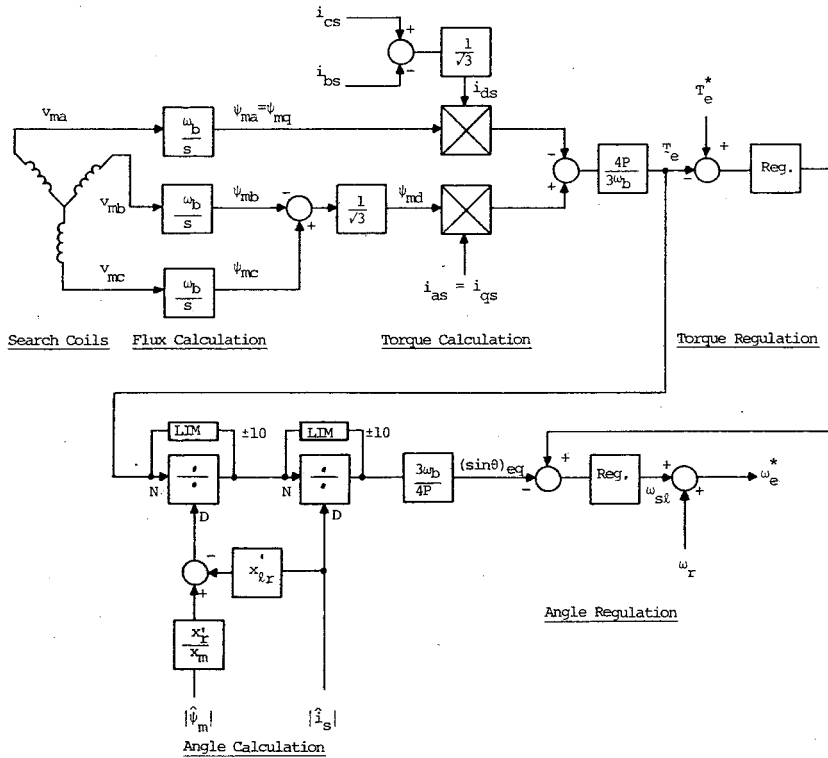 i_cs
+
1/√3
i_bs
-
i_ds
T_e^*
v_ma
ω_b/s
ψ_ma=ψ_mq
-
+
4P/3ω_b
T_e
-
+
Reg.
v_mb
ω_b/s
ψ_mb
-
+
1/√3
ψ_md
v_mc
ω_b/s
ψ_mc
i_as = i_qs
Search Coils
Flux Calculation
Torque Calculation
Torque Regulation
LIM
±10
LIM
±10
N
÷
D
N
÷
D
3ω_b/4P
(sinθ)_eq
+
-
Reg.
ω_sℓ
+
+
ω_e^*
-
+
x'_ℓr
ω_r
Angle Regulation
x'_r/x_m
|ψ̂_m|
|î_s|
Angle Calculation